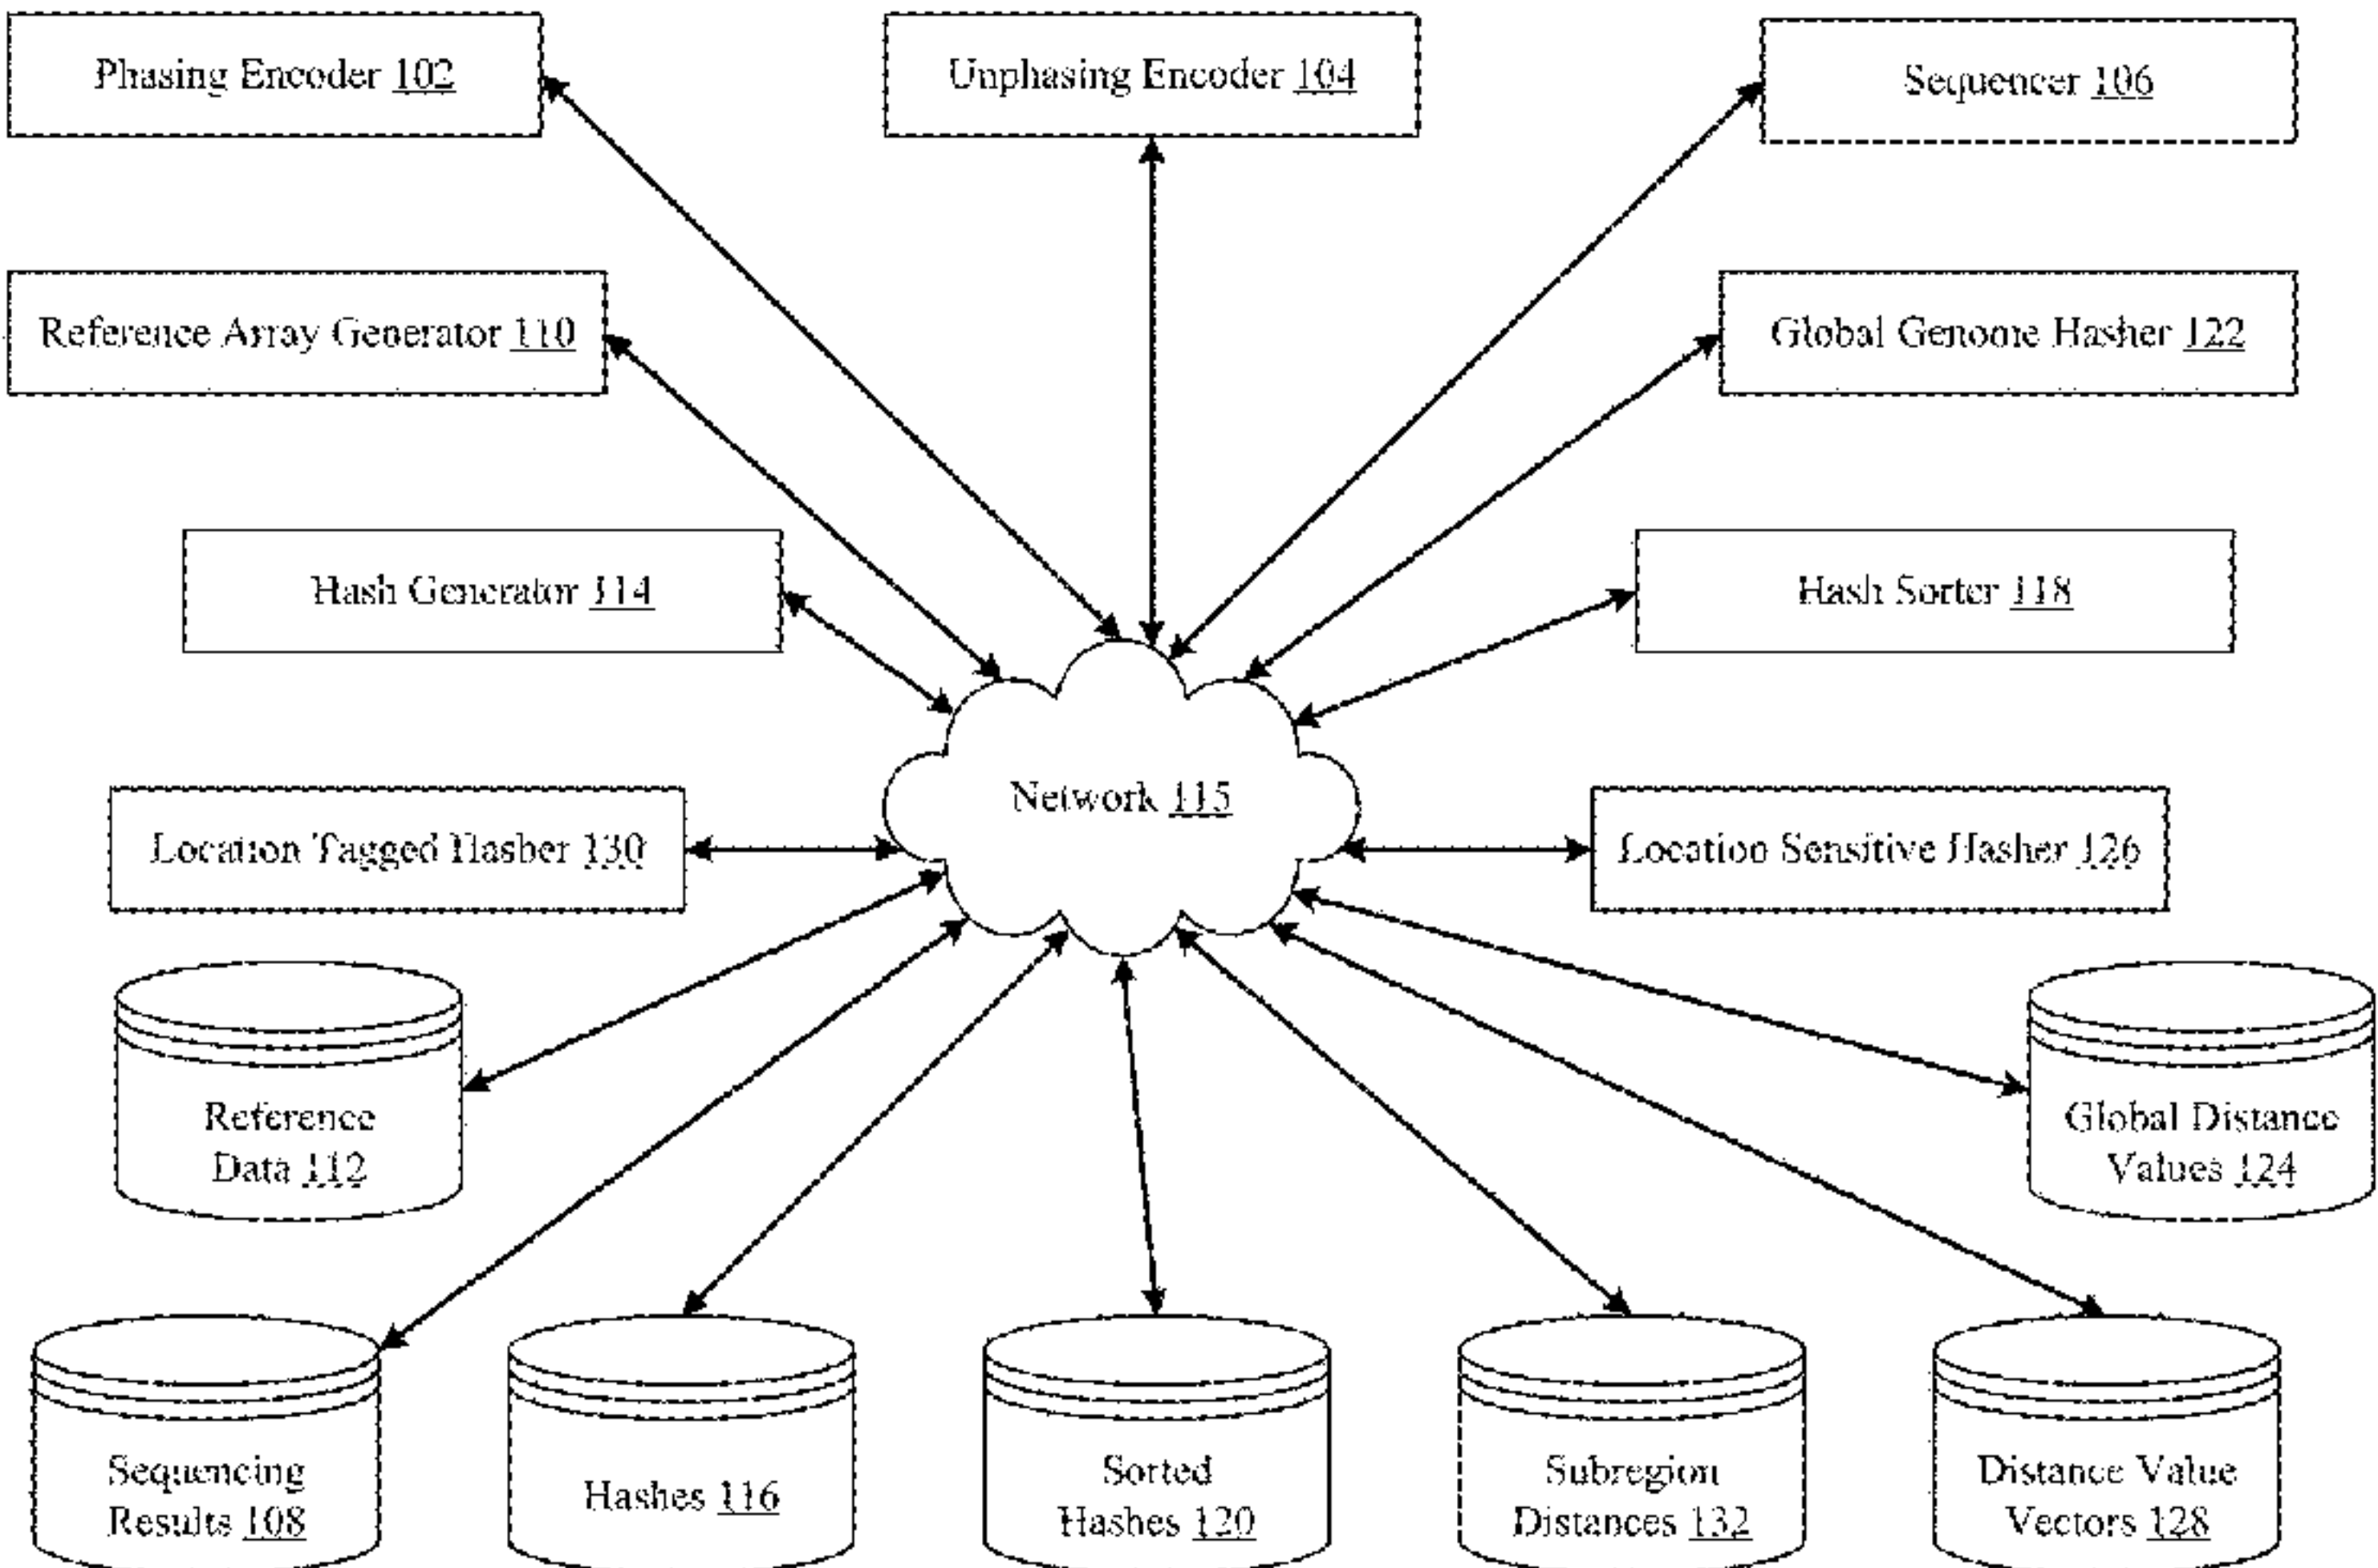 Phasing Encoder 102
Unphasing Encoder 104
Sequencer 106
Reference Array Generator 110
Global Genome Hasher 122
Hash Generator 114
Hash Sorter 118
Network 115
Location Tagged Hasher 130
Location Sensitive Hasher 126
Reference
Data 112
Global Distance
Values 124
Sequencing
Results 108
Hashes 116
Sorted
Hashes 120
Subregion
Distances 132
Distance Value
Vectors 128